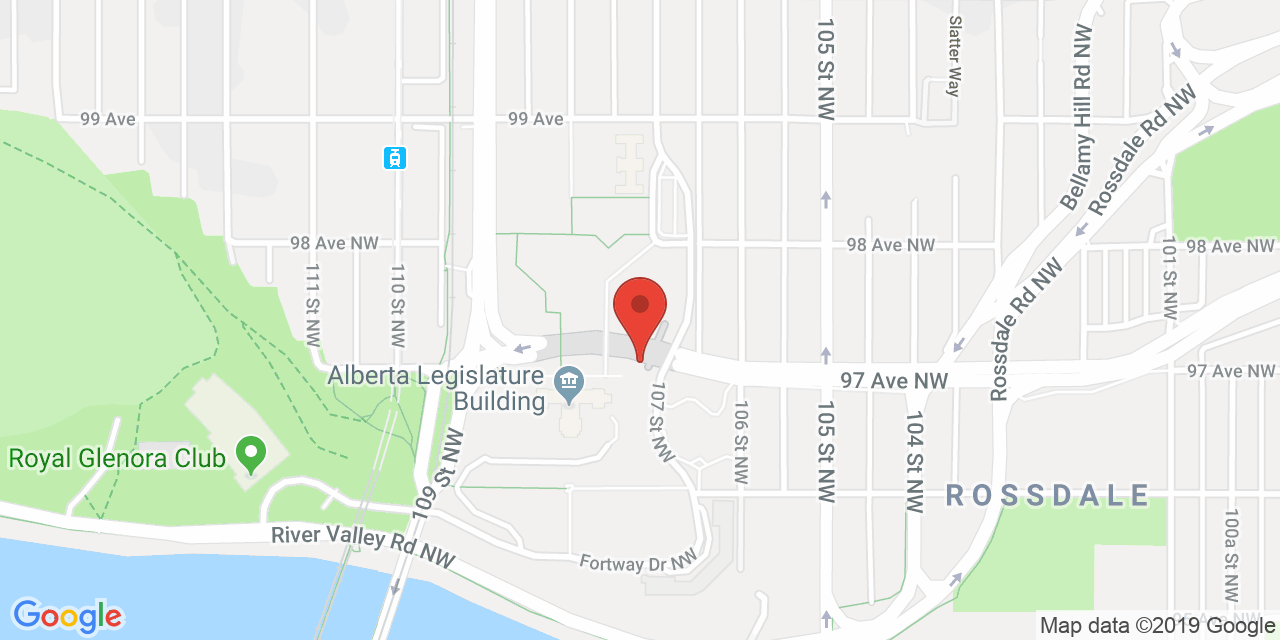 105 St NW
Slatter Way
Bellamy Hill Rd NW
Rossdale Rd NW
99 Ave
99 Ave
98 Ave NW
98 Ave NW
98 Ave NW
111 St NW
110 St NW
101 St NW
Rossdale Rd NW
Alberta Legislature
Building
97 Ave NW
97 Ave NW
107 St NW
106 St NW
105 St NW
104 St NW
Royal Glenora Club
109 St NW
ROSSDALE
100a St NW
River Valley Rd NW
Fortway Dr NW
Google
Map data ©2019 Google